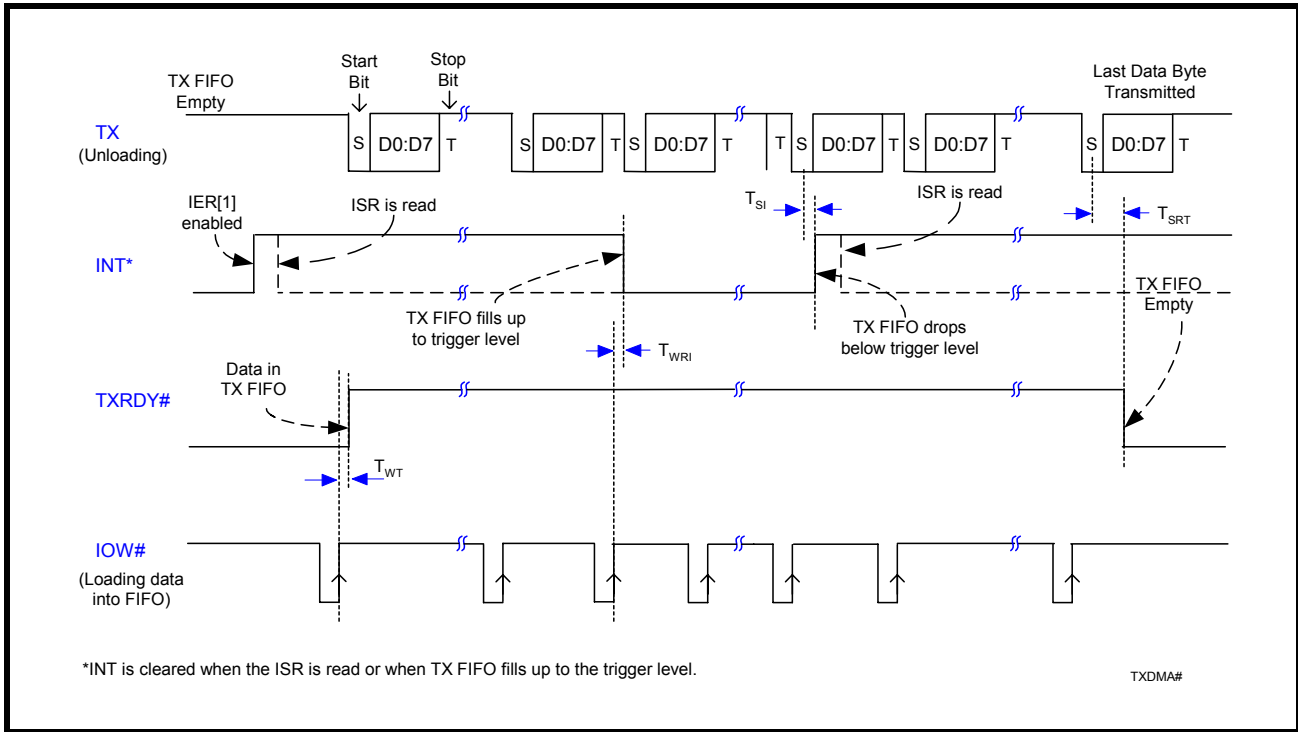 TX FIFO
Empty
Start
Bit
Stop
Bit
Last Data Byte
Transmitted
TX
(Unloading)
S D0:D7 T S D0:D7 T S D0:D7 T T S D0:D7 T S D0:D7 T S D0:D7 T
IER[1]
enabled
ISR is read
TSI
ISR is read
TSRT
INT*
TX FIFO fills up
to trigger level
TX FIFO drops
below trigger level
TX FIFO
Empty
TWRI
Data in
TX FIFO
TXRDY#
TWT
IOW#
(Loading data
into FIFO)
*INT is cleared when the ISR is read or when TX FIFO fills up to the trigger level.
TXDMA#